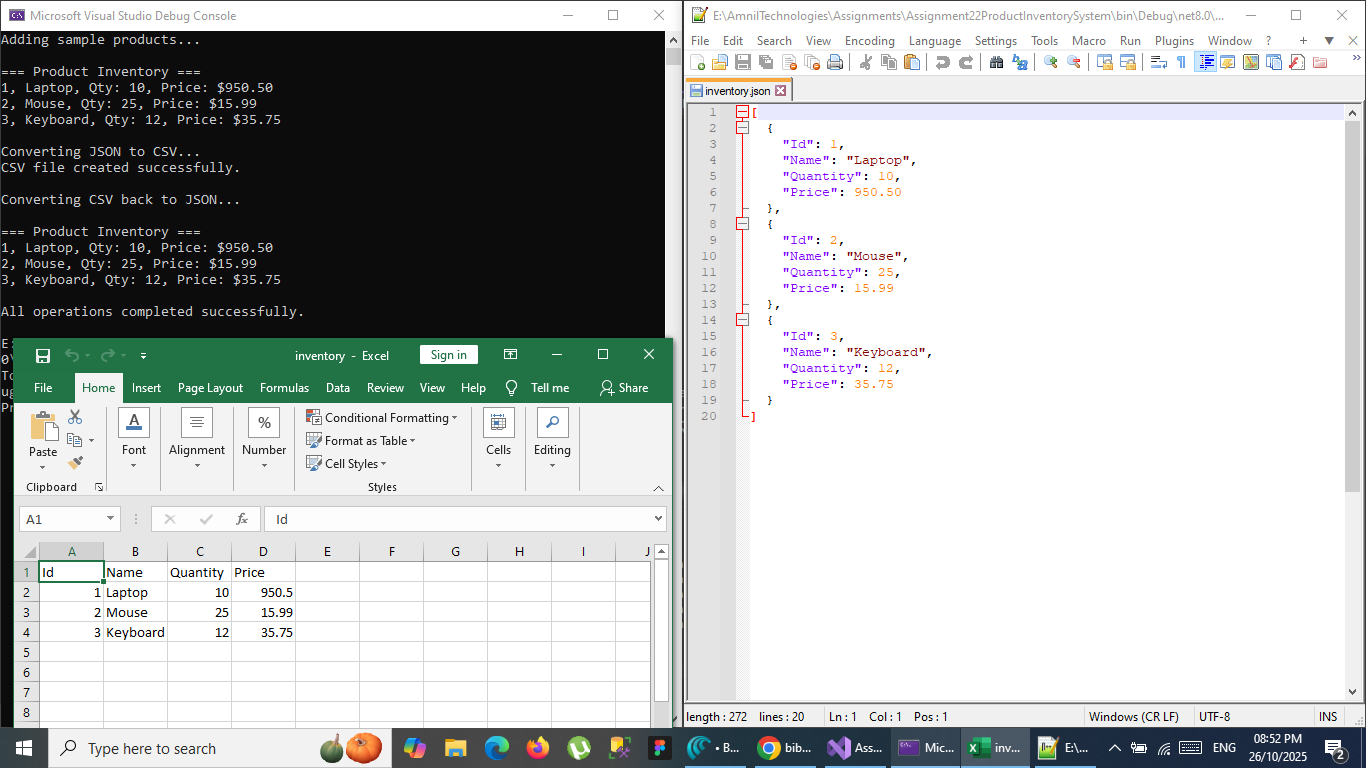 Microsoft Visual Studio Debug Console
Adding sample products...
=== Product Inventory ===
1, Laptop, Qty: 10, Price: $950.50
2, Mouse, Qty: 25, Price: $15.99
3, Keyboard, Qty: 12, Price: $35.75
Converting JSON to CSV...
CSV file created successfully.
Converting CSV back to JSON...
=== Product Inventory ===
1, Laptop, Qty: 10, Price: $950.50
2, Mouse, Qty: 25, Price: $15.99
3, Keyboard, Qty: 12, Price: $35.75
All operations completed successfully.
inventory - Excel
Sign in
File Home Insert Page Layout Formulas Data Review View Help Tell me Share
Paste
Font
Alignment
Number
Conditional Formatting
Format as Table
Cell Styles
Cells
Editing
Clipboard
Styles
A1
fx
Id
A B C D E F G H I J
1 Id Name Quantity Price
2 1 Laptop 10 950.5
3 2 Mouse 25 15.99
4 3 Keyboard 12 35.75
5
6
7
8
E:\AmnilTechnologies\Assignments\Assignment22ProductInventorySystem\bin\Debug\net8.0\...
File Edit Search View Encoding Language Settings Tools Macro Run Plugins Window ?
inventory.json
1 [
2 {
3 "Id": 1,
4 "Name": "Laptop",
5 "Quantity": 10,
6 "Price": 950.50
7 },
8 {
9 "Id": 2,
10 "Name": "Mouse",
11 "Quantity": 25,
12 "Price": 15.99
13 },
14 {
15 "Id": 3,
16 "Name": "Keyboard",
17 "Quantity": 12,
18 "Price": 35.75
19 }
20 ]
length : 272 lines : 20 Ln : 1 Col : 1 Pos : 1 Windows (CR LF) UTF-8 INS
Type here to search
• B...
bib...
Ass...
Mic...
inv...
E:\...
ENG
08:52 PM
26/10/2025
2